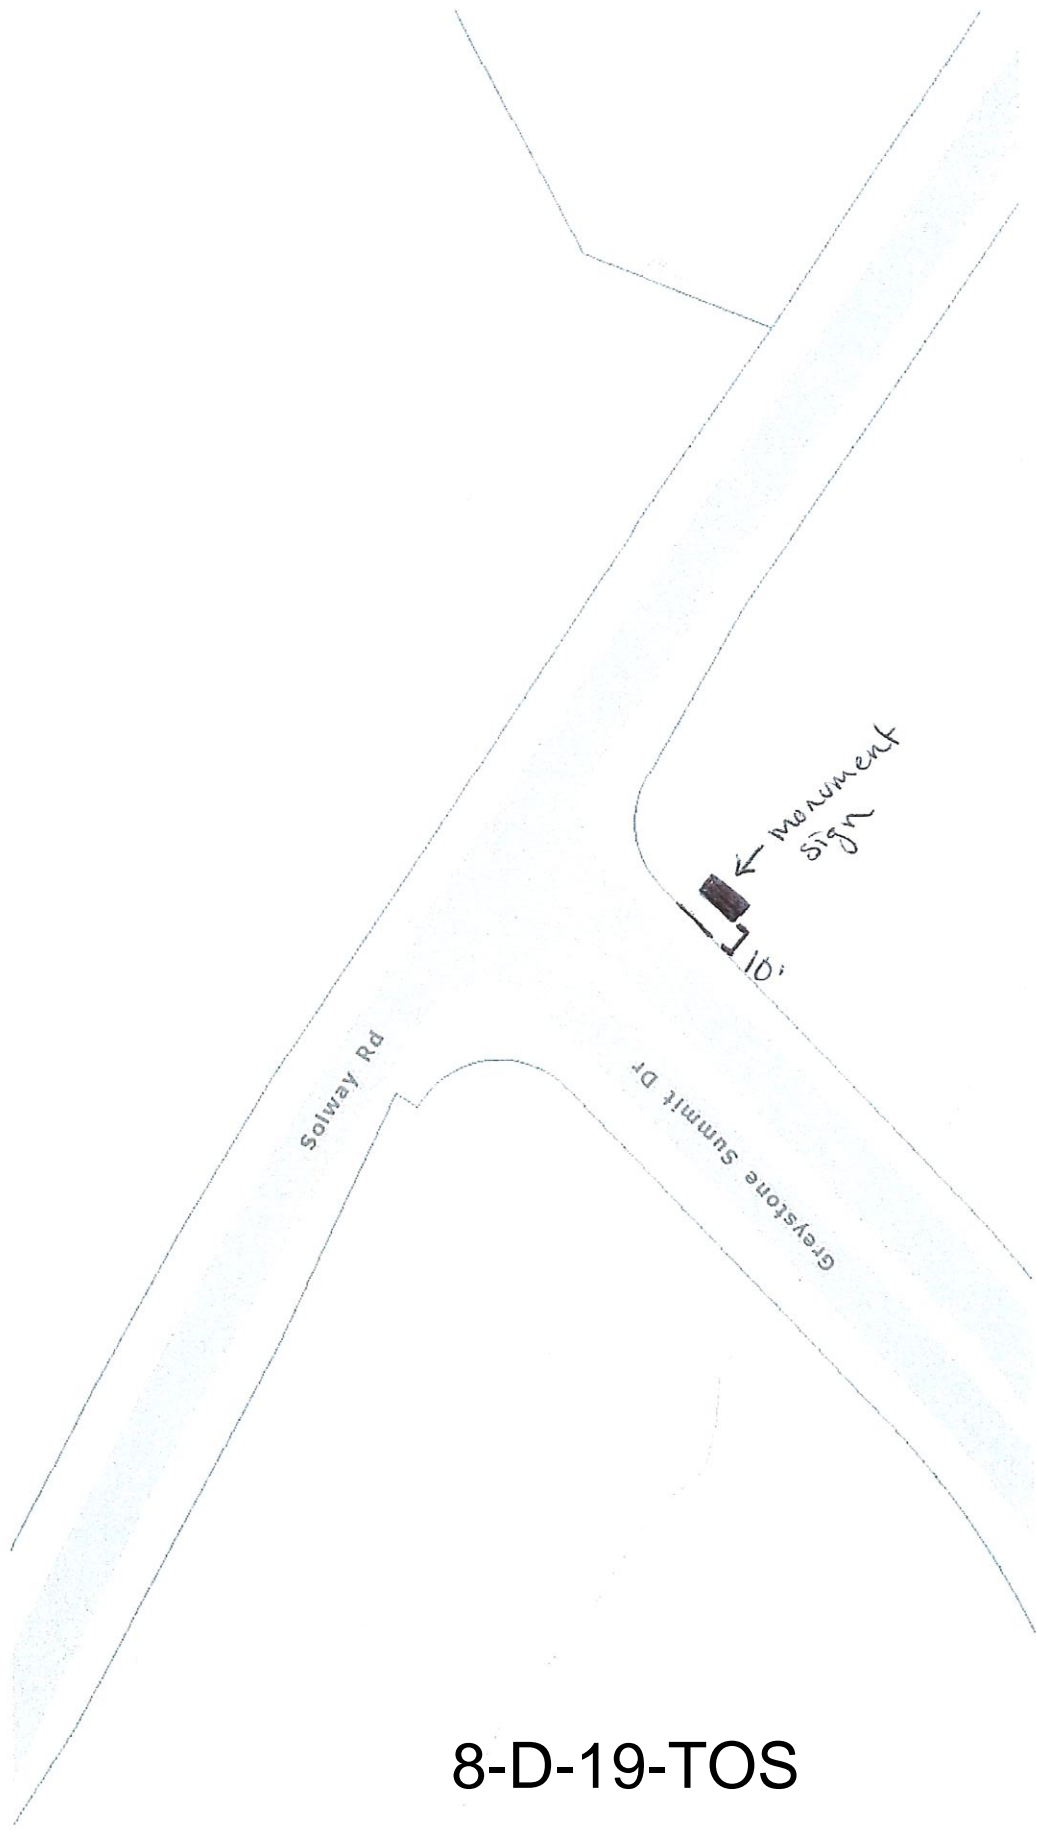 monument
sign
10'
Solway Rd
Greystone Summit Dr
8-D-19-TOS